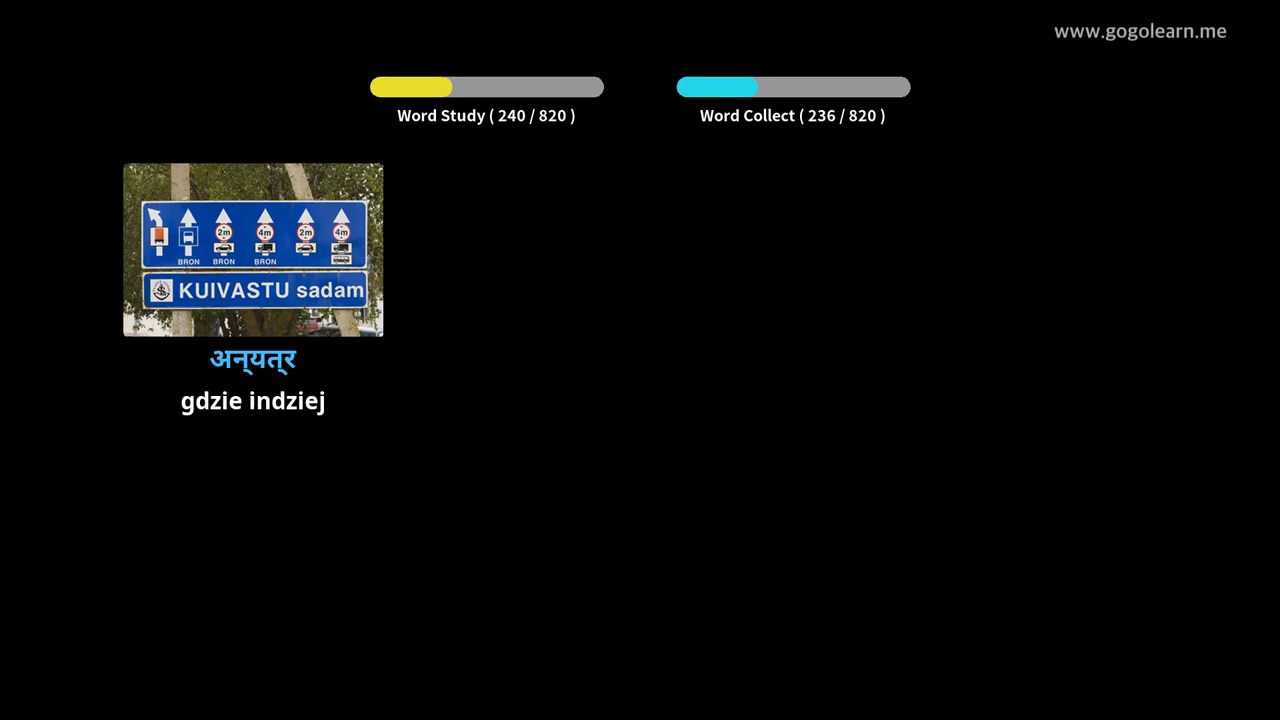 www.gogolearn.me
Word Study ( 240 / 820 )
Word Collect ( 236 / 820 )
2m 4m 2m 4m
BRON BRON BRON
KUIVASTU sadam
अन्‌यत्‌र
gdzie indziej